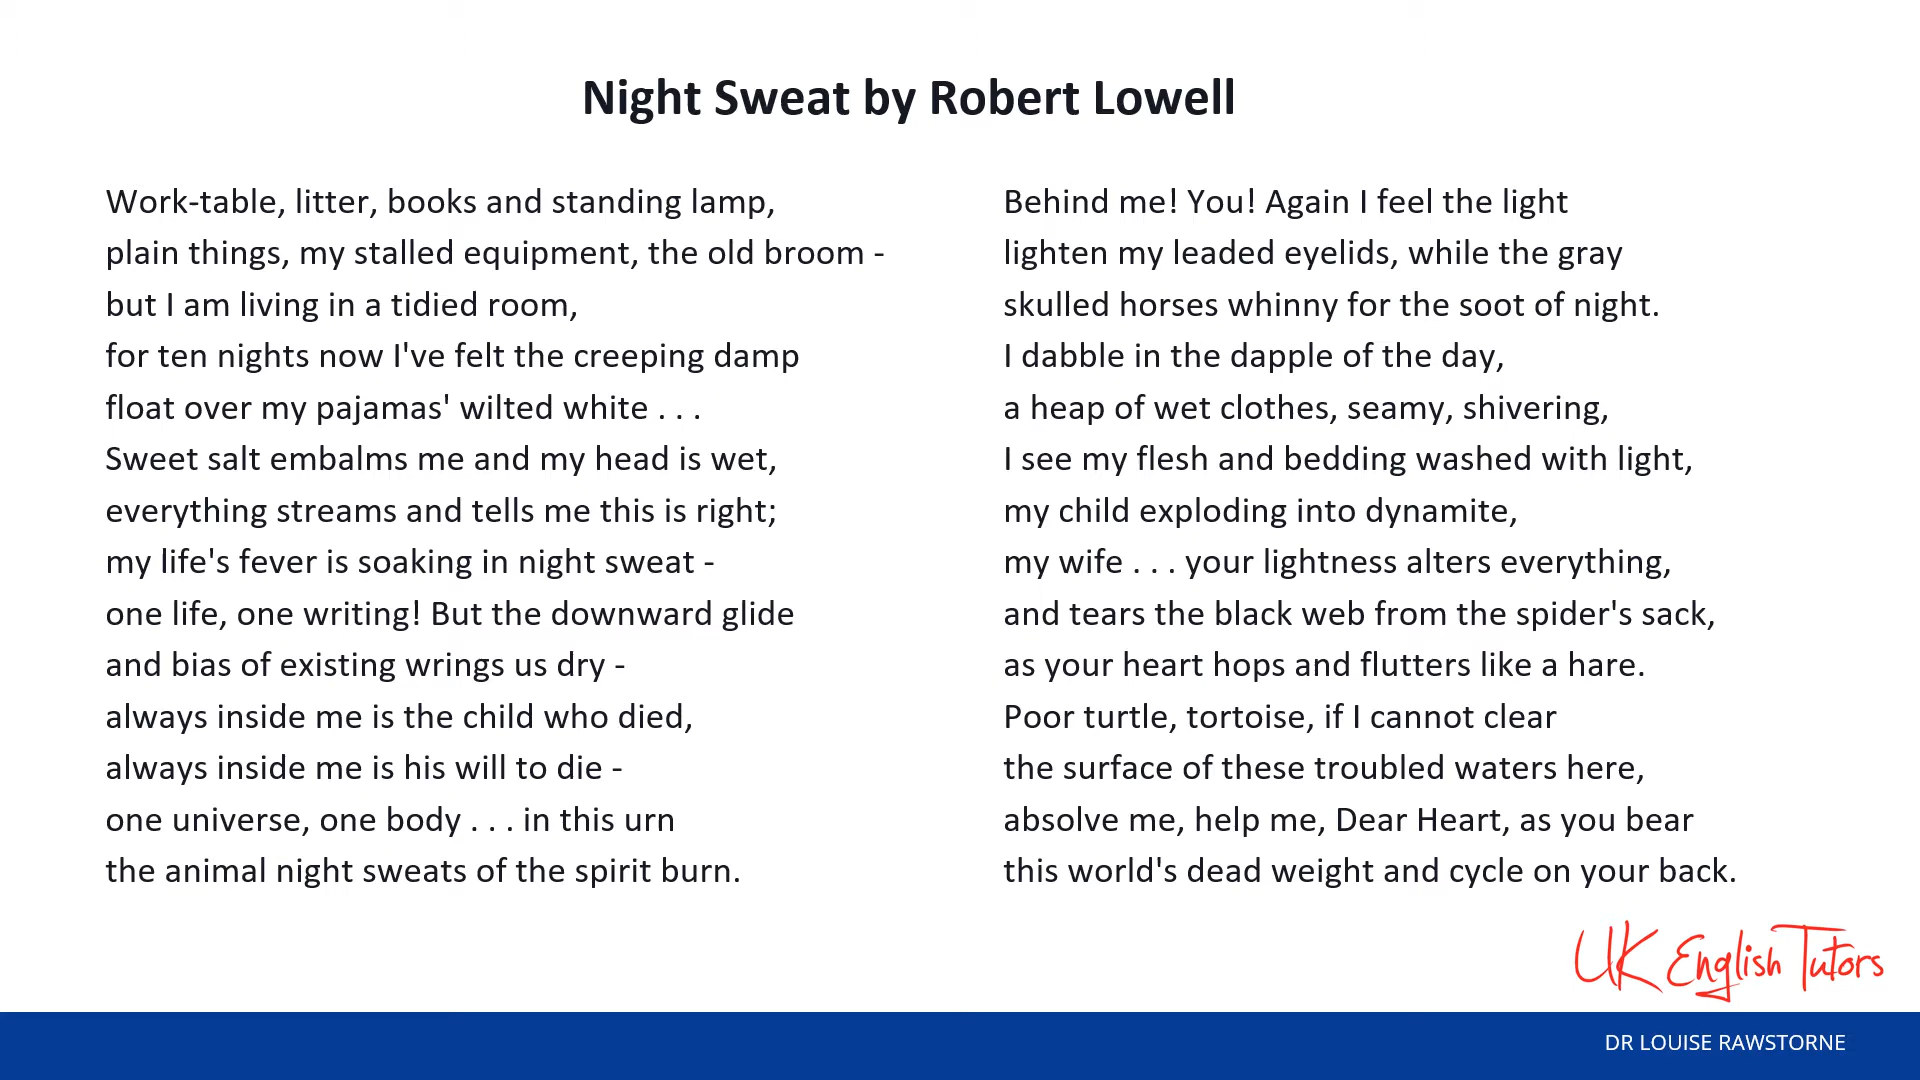 Night Sweat by Robert Lowell
Work-table, litter, books and standing lamp,
plain things, my stalled equipment, the old broom -
but I am living in a tidied room,
for ten nights now I've felt the creeping damp
float over my pajamas' wilted white . . .
Sweet salt embalms me and my head is wet,
everything streams and tells me this is right;
my life's fever is soaking in night sweat -
one life, one writing! But the downward glide
and bias of existing wrings us dry -
always inside me is the child who died,
always inside me is his will to die -
one universe, one body . . . in this urn
the animal night sweats of the spirit burn.
Behind me! You! Again I feel the light
lighten my leaded eyelids, while the gray
skulled horses whinny for the soot of night.
I dabble in the dapple of the day,
a heap of wet clothes, seamy, shivering,
I see my flesh and bedding washed with light,
my child exploding into dynamite,
my wife . . . your lightness alters everything,
and tears the black web from the spider's sack,
as your heart hops and flutters like a hare.
Poor turtle, tortoise, if I cannot clear
the surface of these troubled waters here,
absolve me, help me, Dear Heart, as you bear
this world's dead weight and cycle on your back.
UK English Tutors
DR LOUISE RAWSTORNE